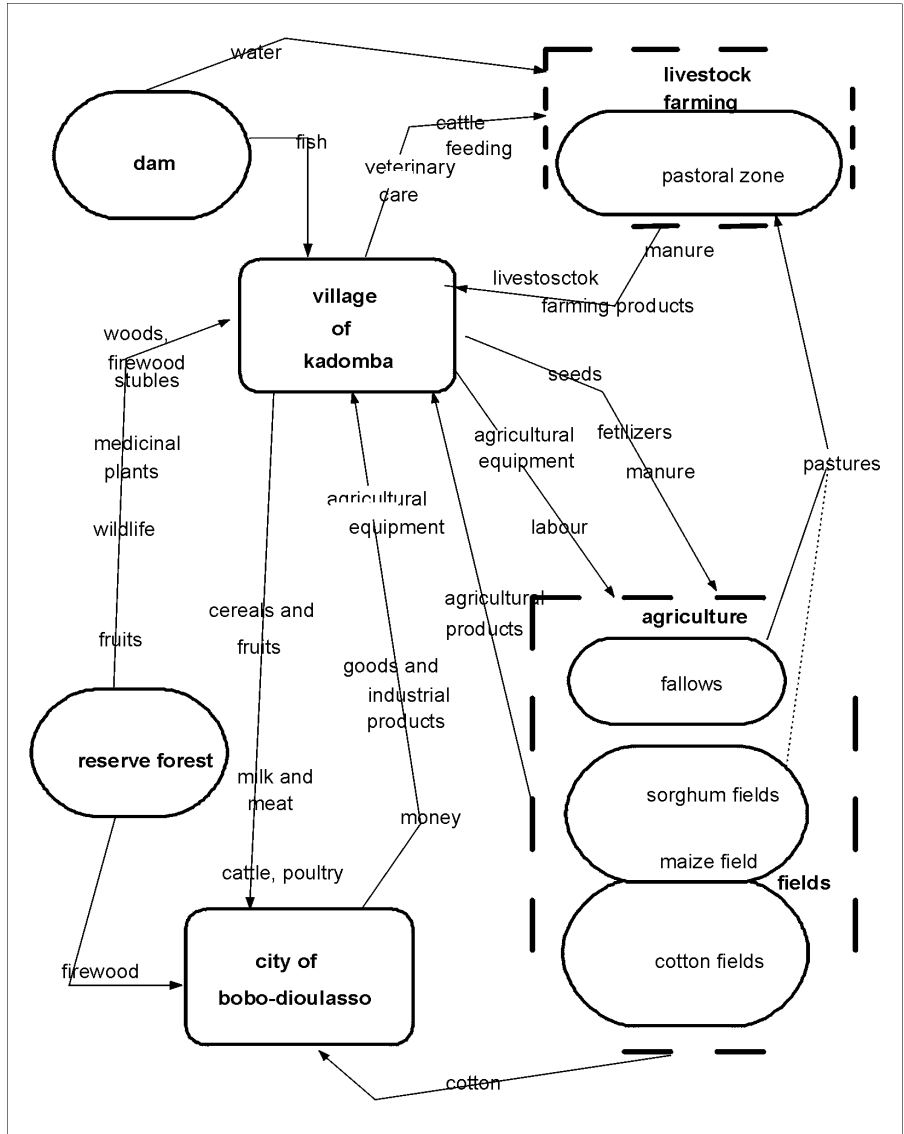 water
livestock
farming
cattle
feeding
fish
dam
veterinary
care
pastoral zone
manure
livestosctok
farming products
village
of
kadomba
woods,
firewood
stubles
seeds
medicinal
plants
agricultural
equipment
fetilizers
manure
pastures
agricultural
equipment
wildlife
labour
cereals and
fruits
agricultural
products
agriculture
fruits
goods and
industrial
products
fallows
reserve forest
milk and
meat
money
sorghum fields
maize field
fields
cattle, poultry
city of
bobo-dioulasso
cotton fields
firewood
cotton